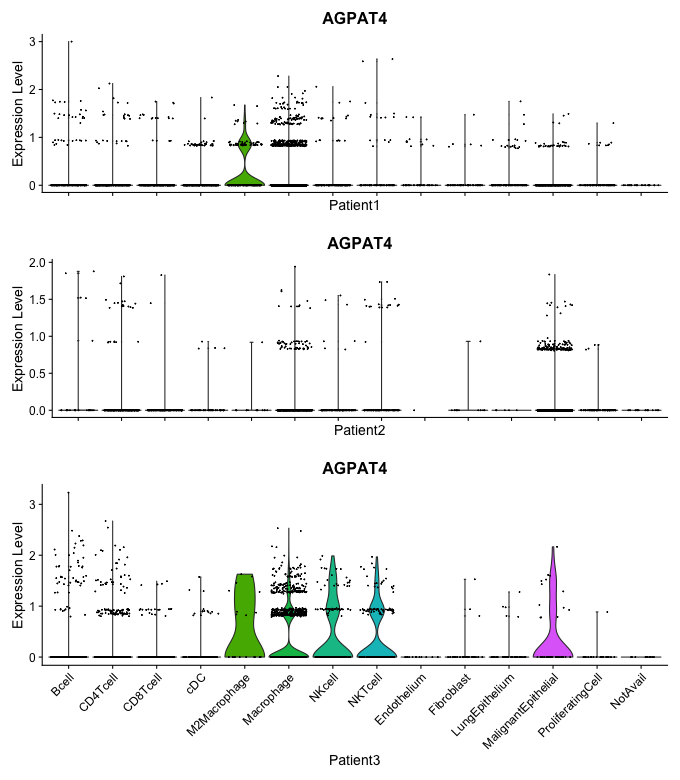 AGPAT4
Expression Level
3
2
1
0
Patient1
AGPAT4
Expression Level
2.0
1.5
1.0
0.5
0.0
Patient2
AGPAT4
Expression Level
3
2
1
0
Bcell
CD4Tcell
CD8Tcell
cDC
M2Macrophage
Macrophage
NKcell
NKTcell
Endothelium
Fibroblast
LungEpithelium
MalignantEpithelial
ProliferatingCell
NotAvail
Patient3